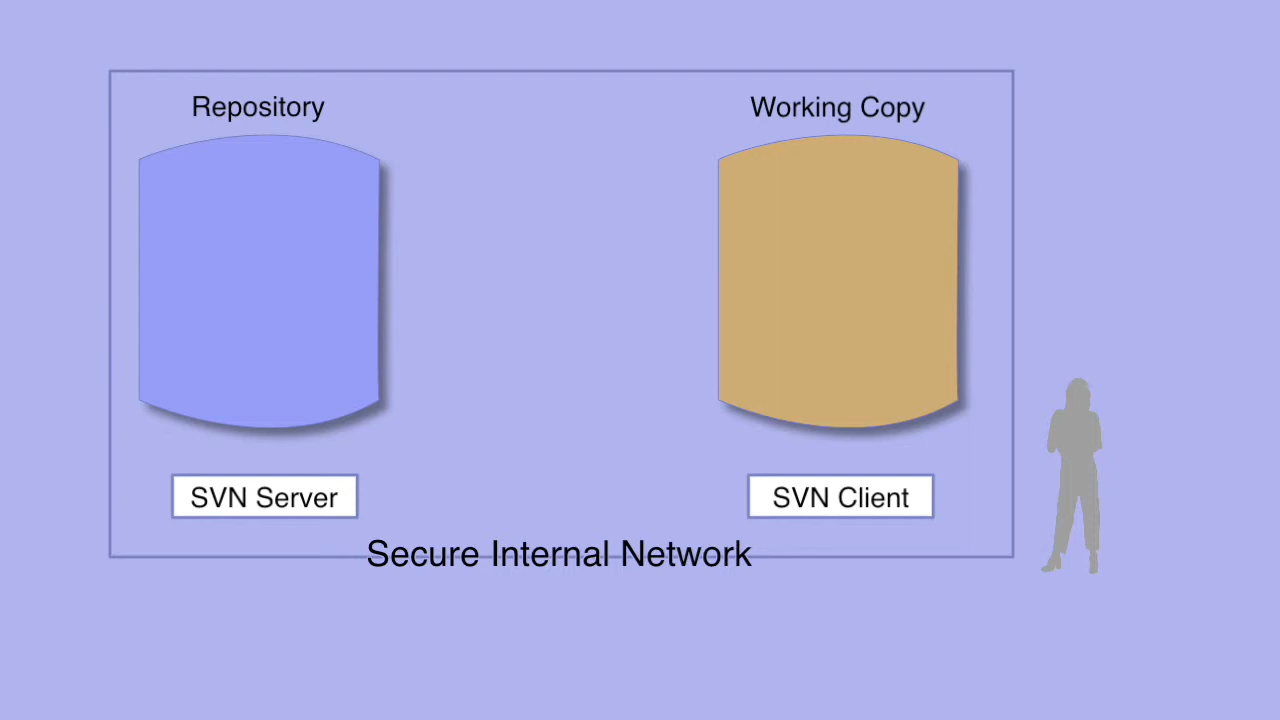 Repository
Working Copy
SVN Server
SVN Client
Secure Internal Network